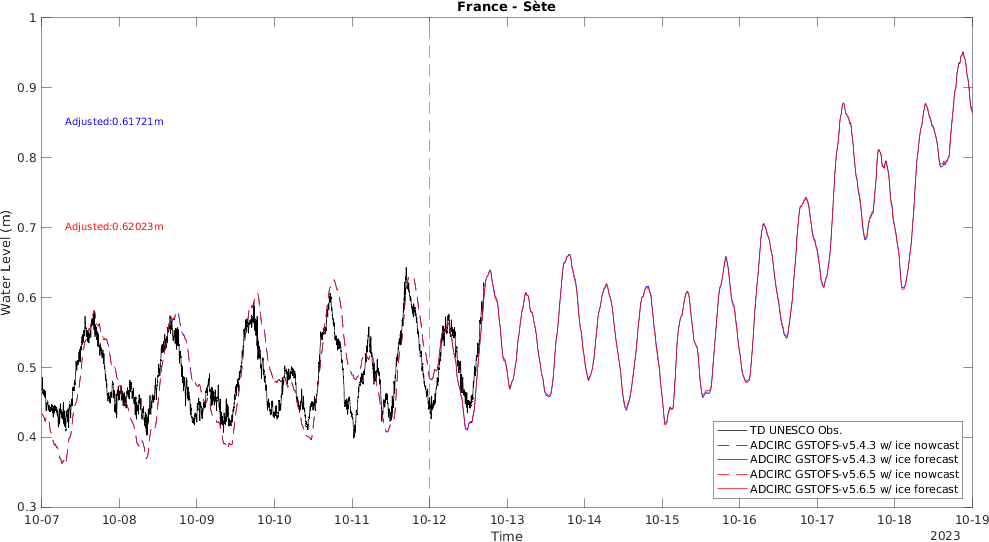 France - Sète
1
0.9
0.8
0.7
0.6
0.5
0.4
0.3
Water Level (m)
Adjusted:0.61721m
Adjusted:0.62023m
TD UNESCO Obs.
ADCIRC GSTOFS-v5.4.3 w/ ice nowcast
ADCIRC GSTOFS-v5.4.3 w/ ice forecast
ADCIRC GSTOFS-v5.6.5 w/ ice nowcast
ADCIRC GSTOFS-v5.6.5 w/ ice forecast
10-07 10-08 10-09 10-10 10-11 10-12 10-13 10-14 10-15 10-16 10-17 10-18 10-19
Time
2023